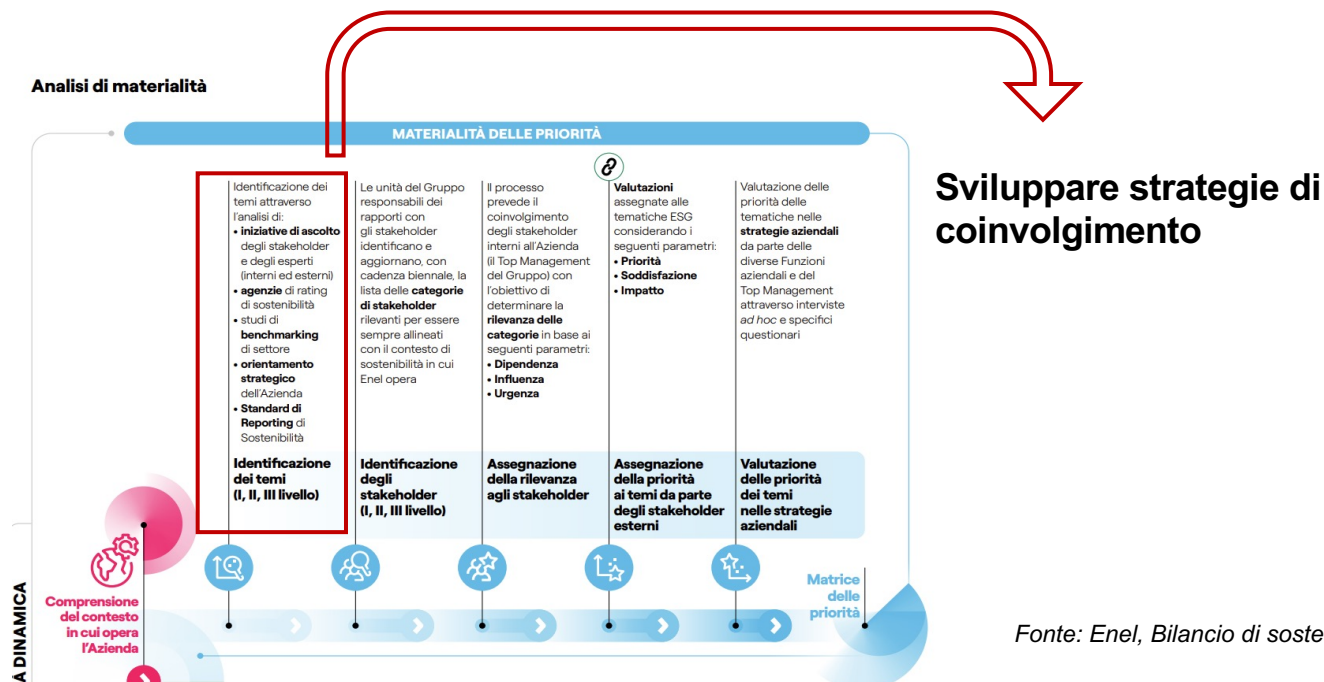 Analisi di materialità
MATERIALITÀ DELLE PRIORITÀ
Identificazione dei
temi attraverso
l'analisi di:
• iniziative di ascolto
degli stakeholder
e degli esperti
(interni ed esterni)
• agenzie di rating
di sostenibilità
• studi di
benchmarking
di settore
• orientamento
strategico
dell'Azienda
• Standard di
Reporting di
Sostenibilità
Identificazione
dei temi
(I, II, III livello)
Le unità del Gruppo
responsabili dei
rapporti con
gli stakeholder
identificano e
aggiornano, con
cadenza biennale, la
lista delle categorie
di stakeholder
rilevanti per essere
sempre allineati
con il contesto di
sostenibilità in cui
Enel opera
Identificazione
degli
stakeholder
(I, II, III livello)
Il processo
prevede il
coinvolgimento
degli stakeholder
interni all'Azienda
(il Top Management
del Gruppo) con
l'obiettivo di
determinare la
rilevanza delle
categorie in base ai
seguenti parametri:
• Dipendenza
• Influenza
• Urgenza
Assegnazione
della rilevanza
agli stakeholder
Valutazioni
assegnate alle
tematiche ESG
considerando i
seguenti parametri:
• Priorità
• Soddisfazione
• Impatto
Assegnazione
della priorità
ai temi da parte
degli stakeholder
esterni
Valutazione delle
priorità delle
tematiche nelle
strategie aziendali
da parte delle
diverse Funzioni
aziendali e del
Top Management
attraverso interviste
ad hoc e specifici
questionari
Valutazione
delle priorità
dei temi
nelle strategie
aziendali
Sviluppare strategie di
coinvolgimento
Comprensione
del contesto
in cui opera
l'Azienda
Matrice
delle
priorità
À DINAMICA
Fonte: Enel, Bilancio di soste